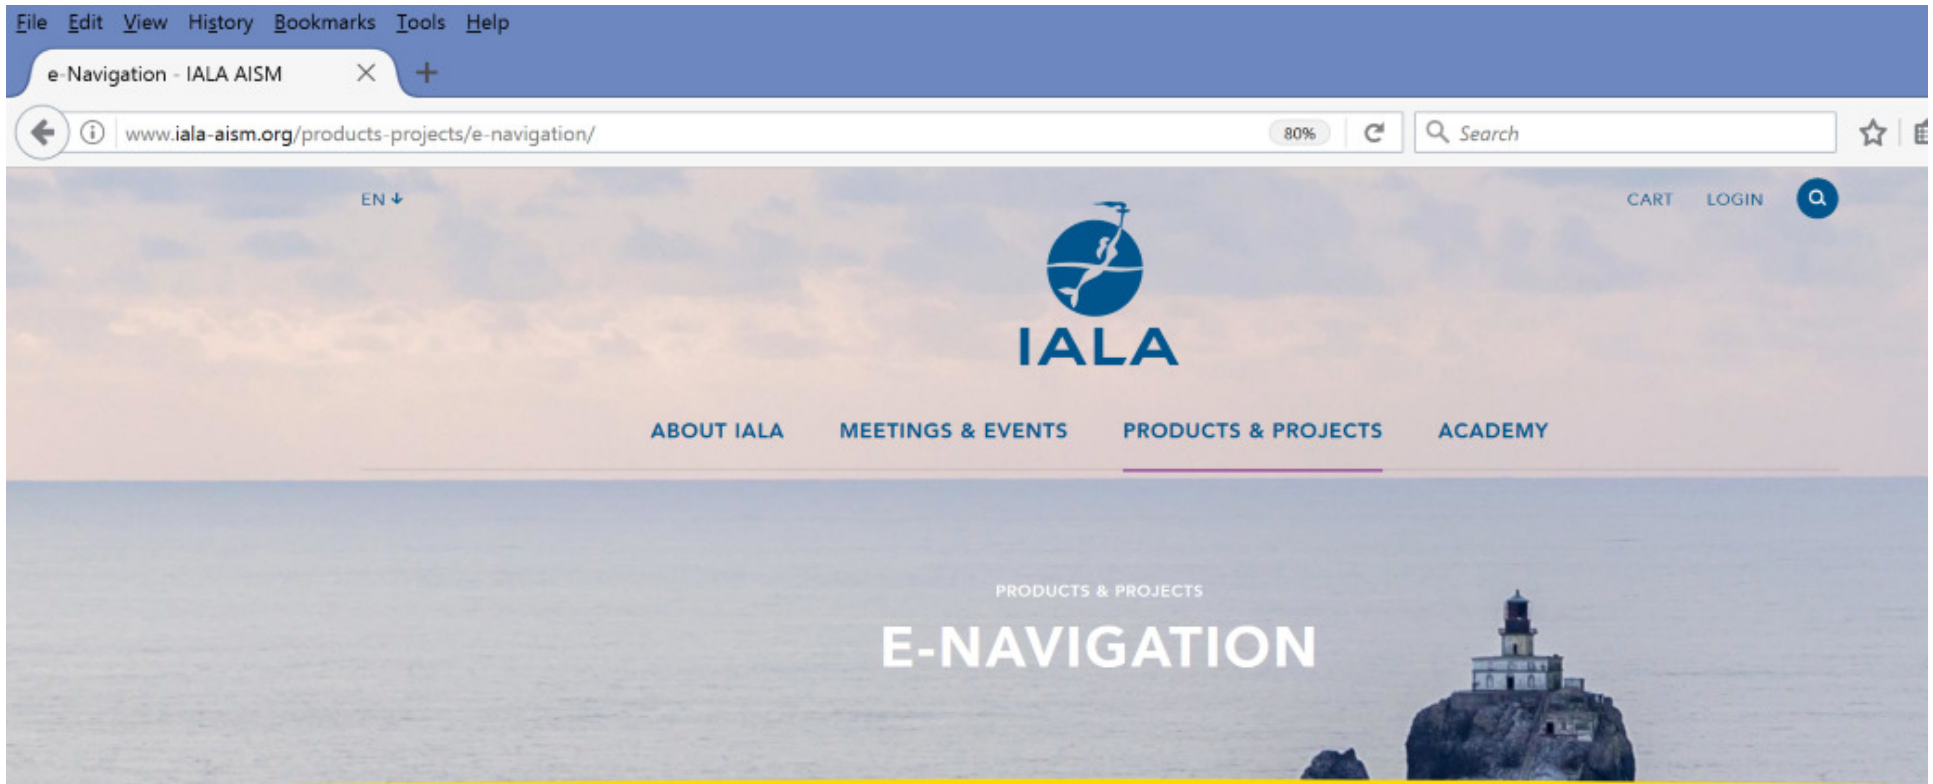 File Edit View History Bookmarks Tools Help
e-Navigation - IALA AISM
www.iala-aism.org/products-projects/e-navigation/ 80% Search
EN CART LOGIN
IALA
ABOUT IALA MEETINGS & EVENTS PRODUCTS & PROJECTS ACADEMY
PRODUCTS & PROJECTS
E-NAVIGATION